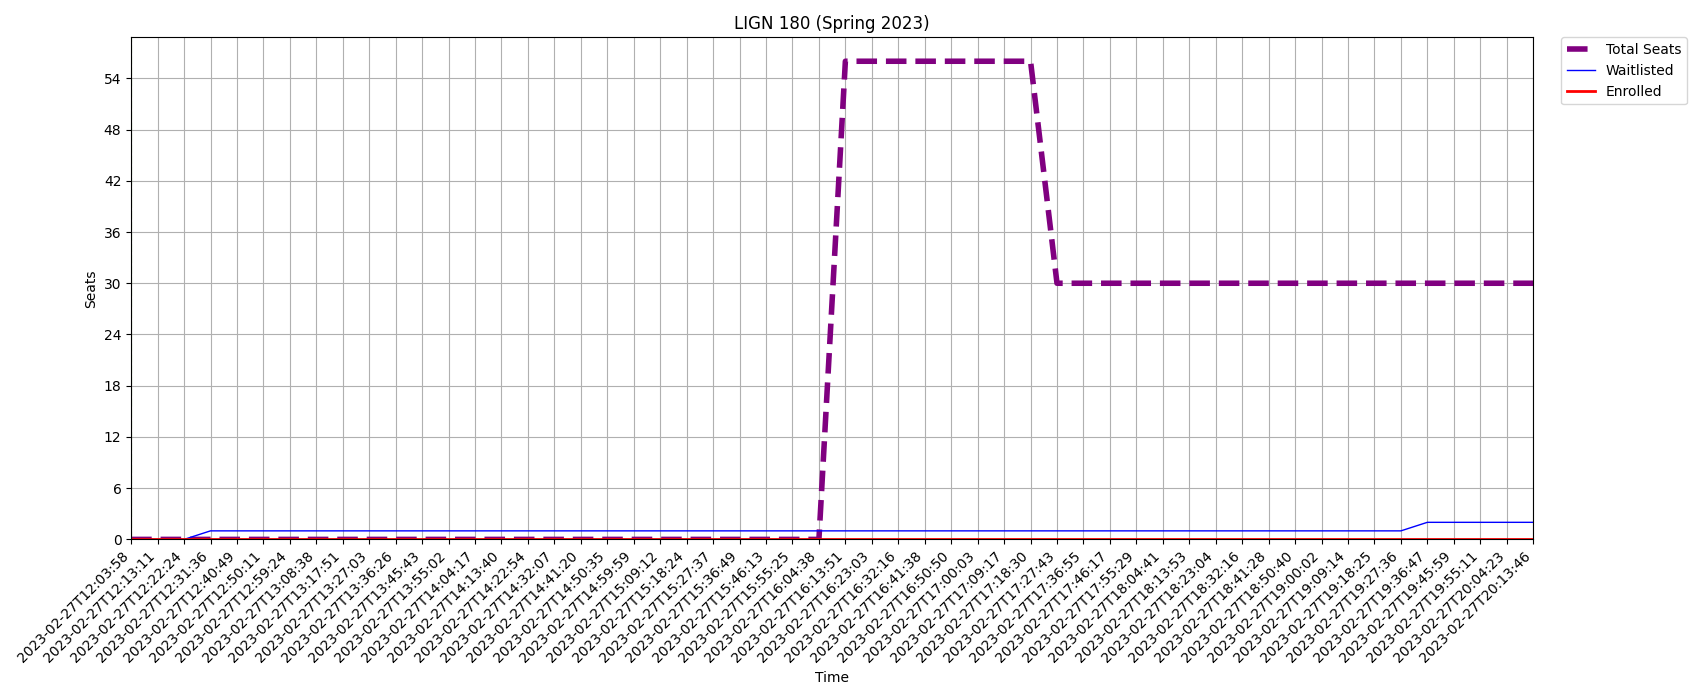 LIGN 180 (Spring 2023)
Total Seats
Waitlisted
Enrolled
Seats
54
48
42
36
30
24
18
12
6
0
2023-02-27T12:03:58
2023-02-27T12:13:11
2023-02-27T12:22:24
2023-02-27T12:31:36
2023-02-27T12:40:49
2023-02-27T12:50:11
2023-02-27T12:59:24
2023-02-27T13:08:38
2023-02-27T13:17:51
2023-02-27T13:27:03
2023-02-27T13:36:26
2023-02-27T13:45:43
2023-02-27T13:55:02
2023-02-27T14:04:17
2023-02-27T14:13:40
2023-02-27T14:22:54
2023-02-27T14:32:07
2023-02-27T14:41:20
2023-02-27T14:50:35
2023-02-27T14:59:59
2023-02-27T15:09:12
2023-02-27T15:18:24
2023-02-27T15:27:37
2023-02-27T15:36:49
2023-02-27T15:46:13
2023-02-27T15:55:25
2023-02-27T16:04:38
2023-02-27T16:13:51
2023-02-27T16:23:03
2023-02-27T16:32:16
2023-02-27T16:41:38
2023-02-27T16:50:50
2023-02-27T17:00:03
2023-02-27T17:09:17
2023-02-27T17:18:30
2023-02-27T17:27:43
2023-02-27T17:36:55
2023-02-27T17:46:17
2023-02-27T17:55:29
2023-02-27T18:04:41
2023-02-27T18:13:53
2023-02-27T18:23:04
2023-02-27T18:32:16
2023-02-27T18:41:28
2023-02-27T18:50:40
2023-02-27T19:00:02
2023-02-27T19:09:14
2023-02-27T19:18:25
2023-02-27T19:27:36
2023-02-27T19:36:47
2023-02-27T19:45:59
2023-02-27T19:55:11
2023-02-27T20:04:23
2023-02-27T20:13:46
Time